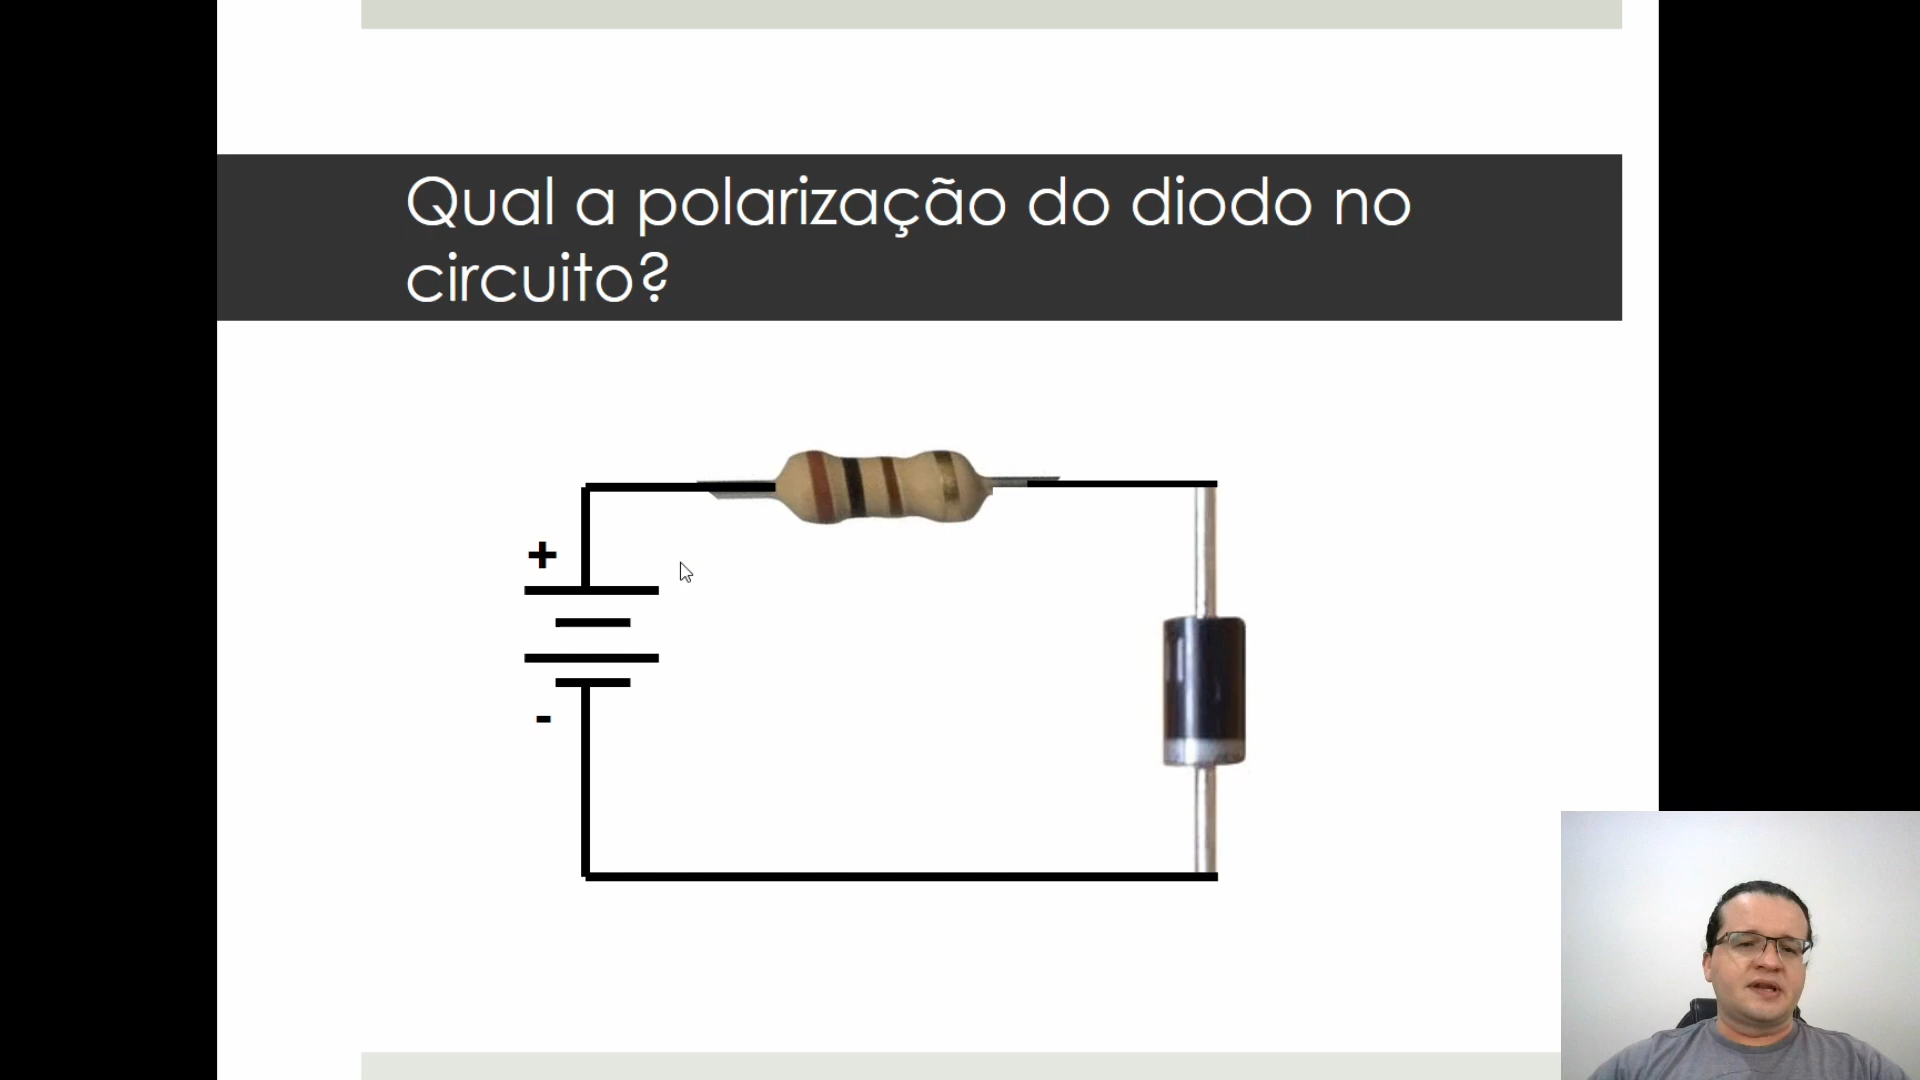 Qual a polarização do diodo no
circuito?
+
-